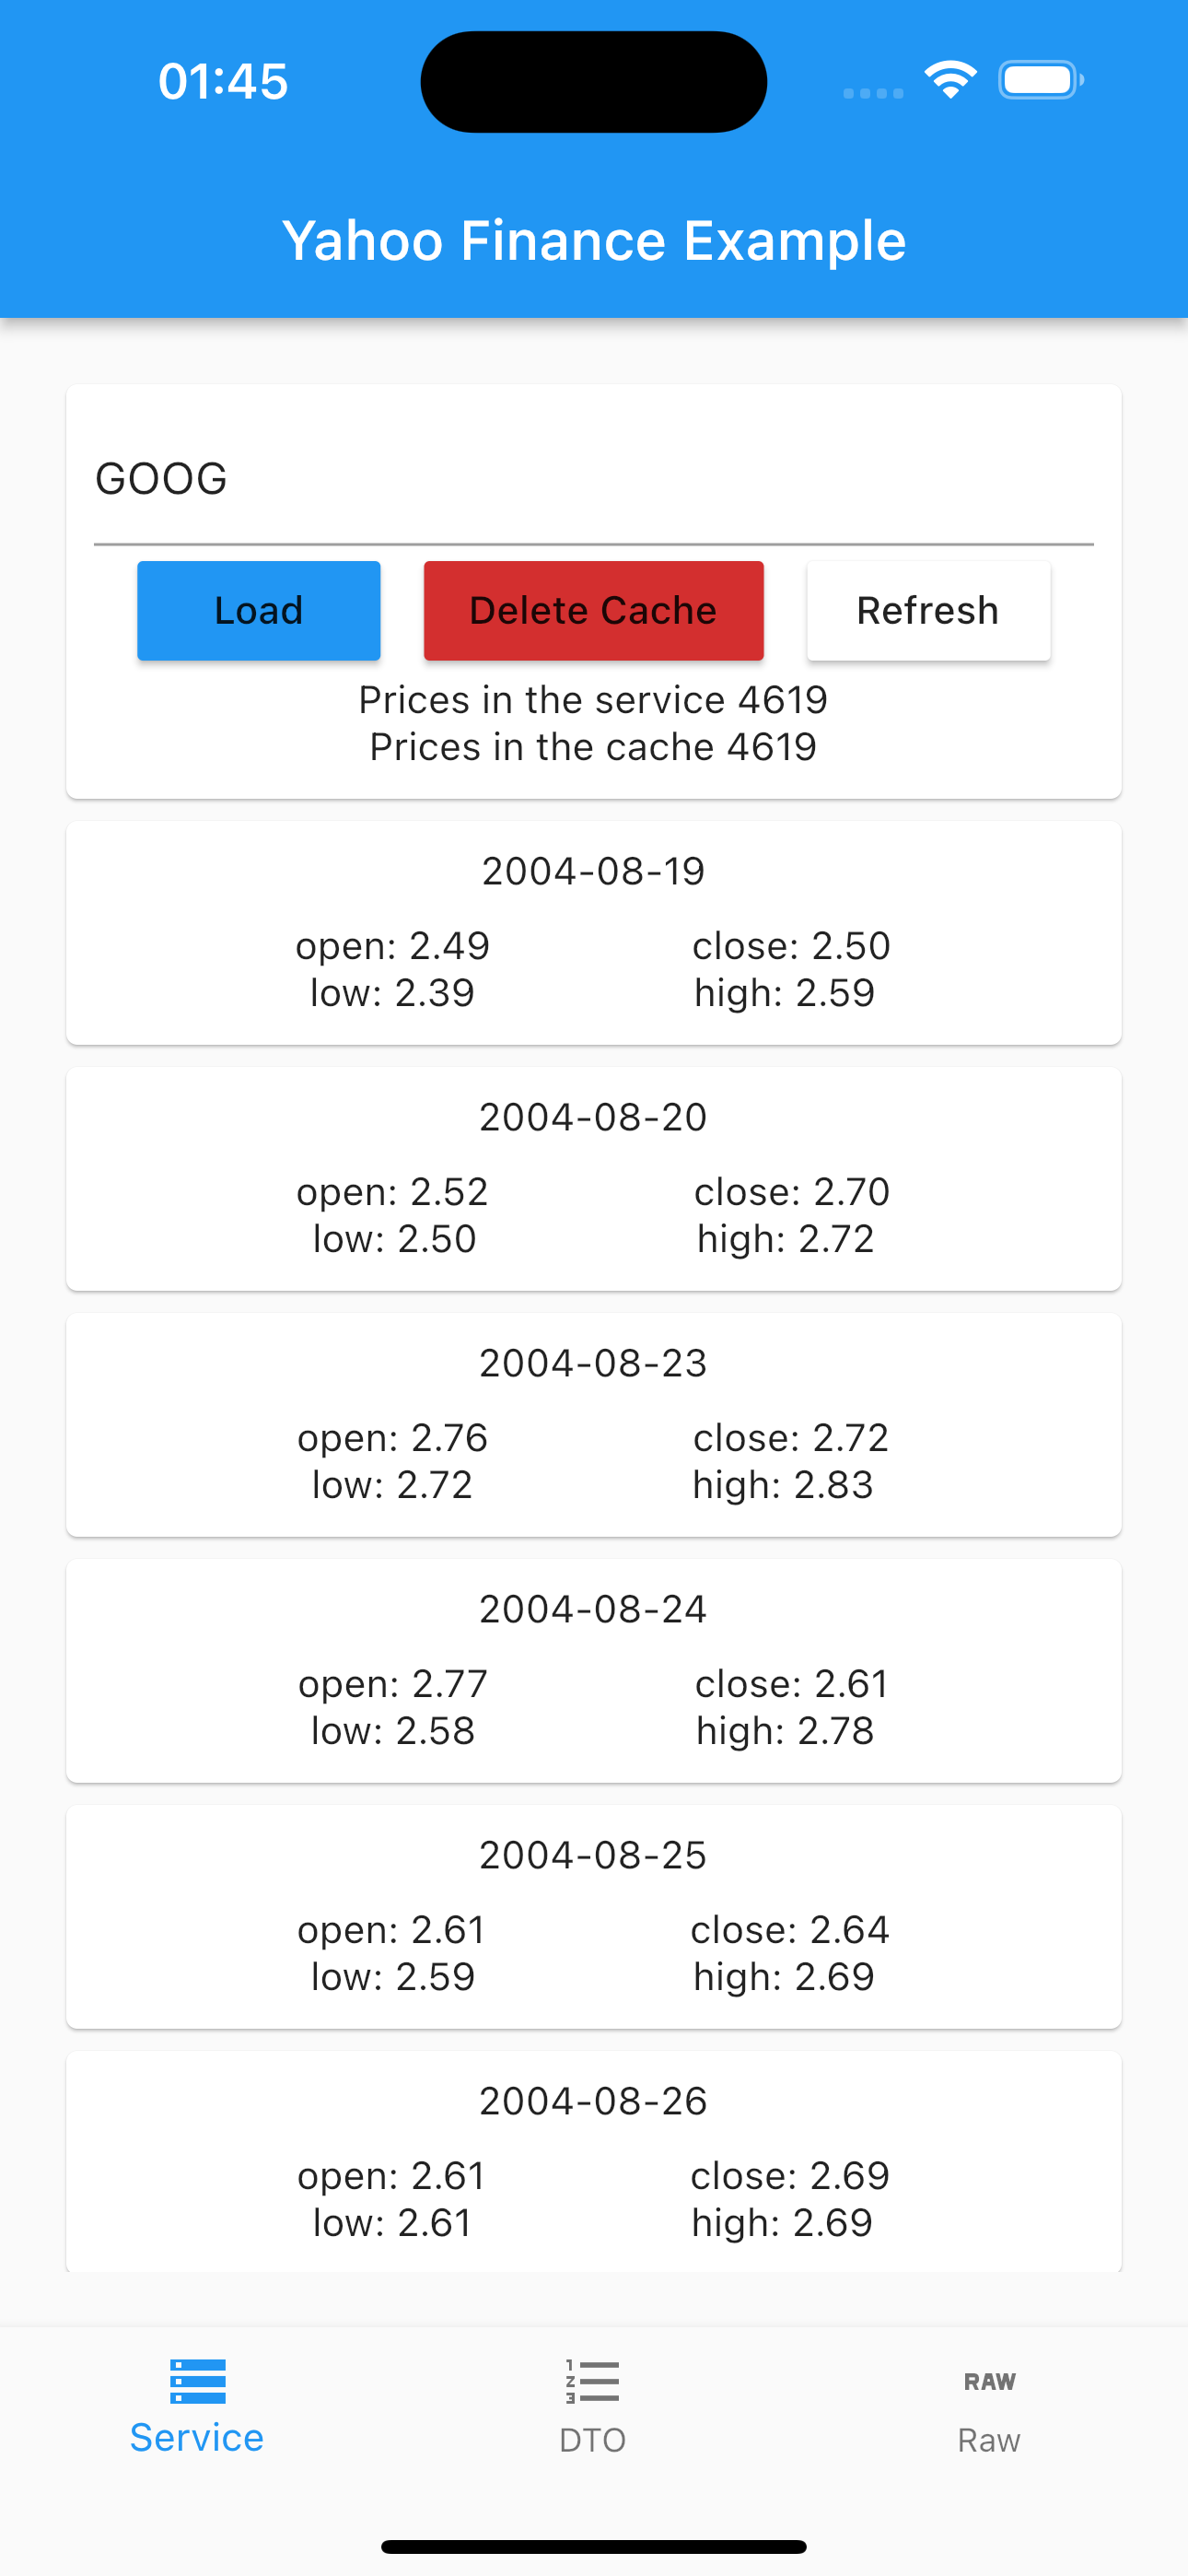 01:45
Yahoo Finance Example
GOOG
Load Delete Cache Refresh
Prices in the service 4619
Prices in the cache 4619
2004-08-19
open: 2.49 close: 2.50
low: 2.39 high: 2.59
2004-08-20
open: 2.52 close: 2.70
low: 2.50 high: 2.72
2004-08-23
open: 2.76 close: 2.72
low: 2.72 high: 2.83
2004-08-24
open: 2.77 close: 2.61
low: 2.58 high: 2.78
2004-08-25
open: 2.61 close: 2.64
low: 2.59 high: 2.69
2004-08-26
open: 2.61 close: 2.69
low: 2.61 high: 2.69
1
2
3
RAW
Service DTO Raw